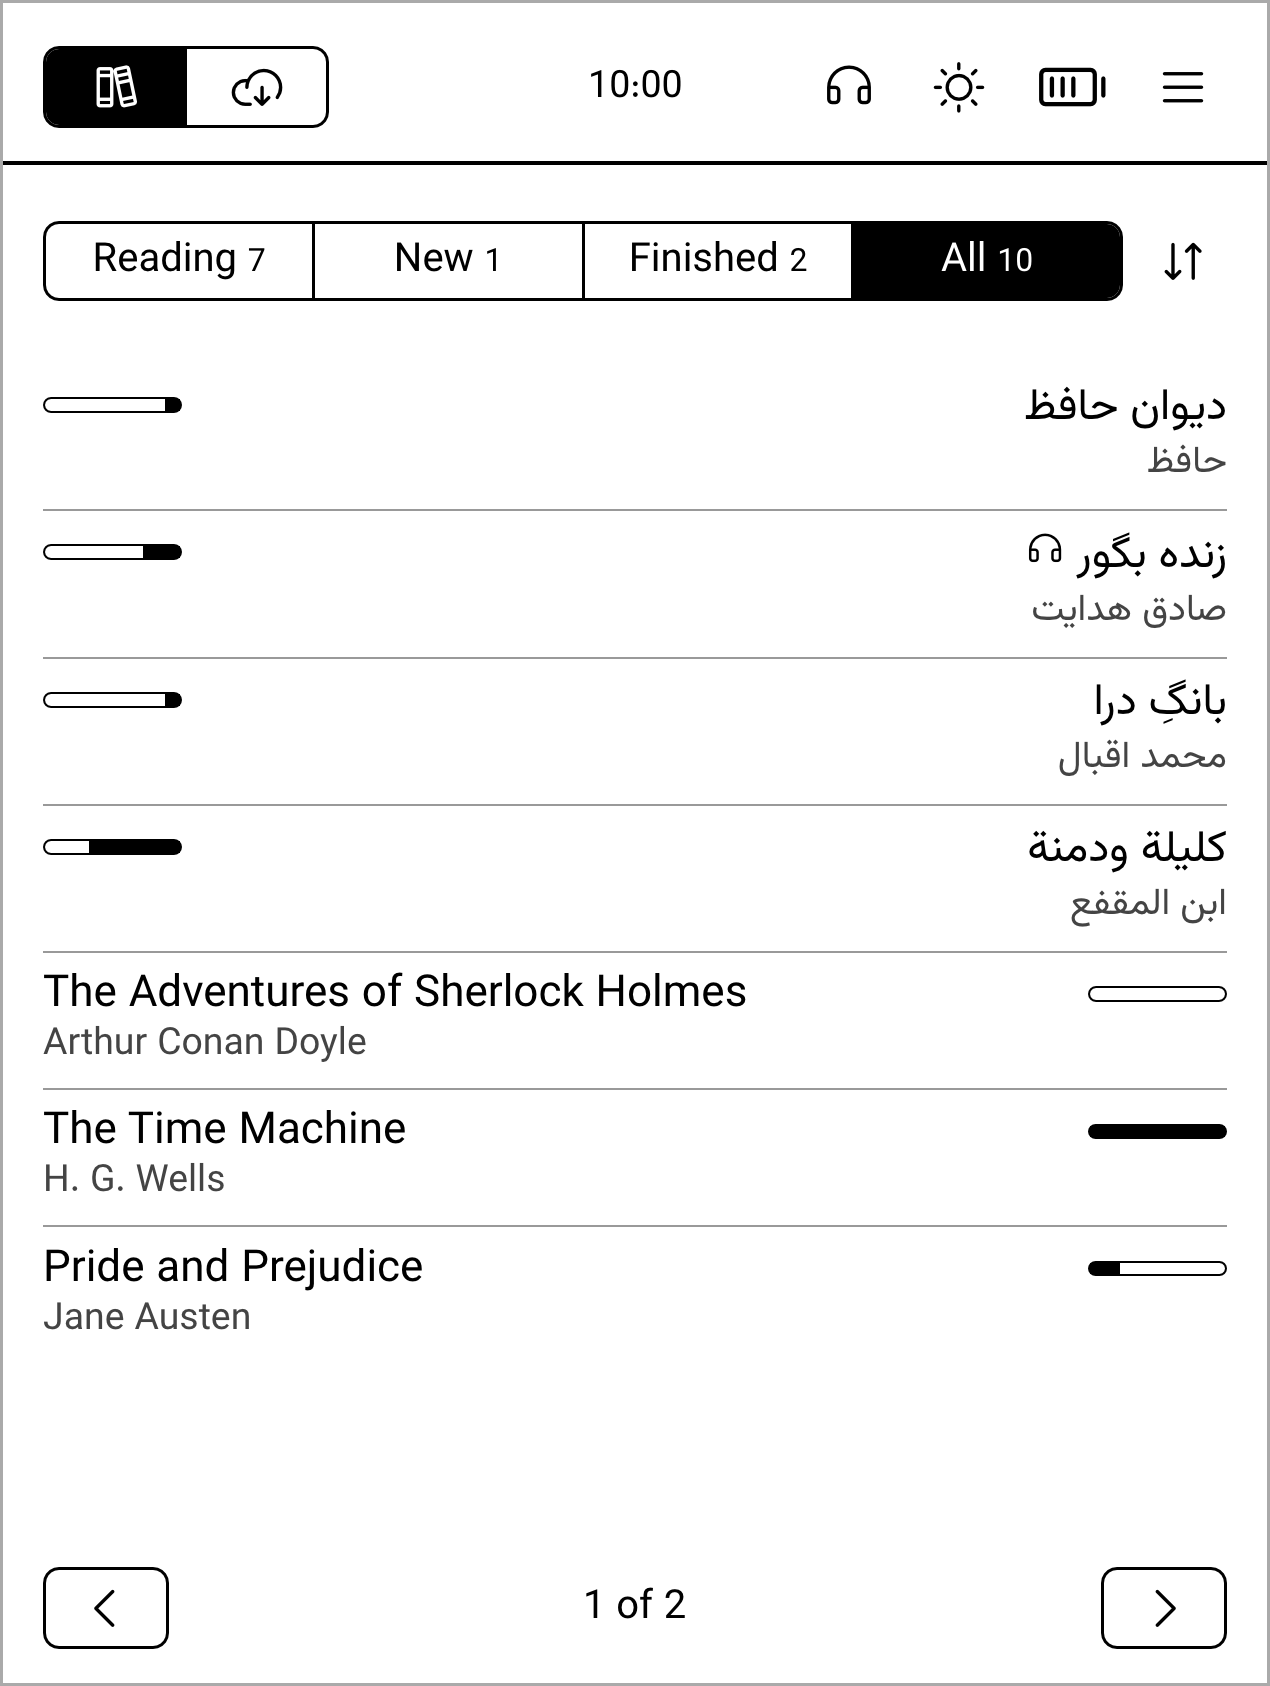 10:00
Reading 7
New 1
Finished 2
All 10
دیوان حافظ
حافظ
زنده بگور
صادق هدایت
بانگِ درا
محمد اقبال
كليلة ودمنة
ابن المقفع
The Adventures of Sherlock Holmes
Arthur Conan Doyle
The Time Machine
H. G. Wells
Pride and Prejudice
Jane Austen
1 of 2